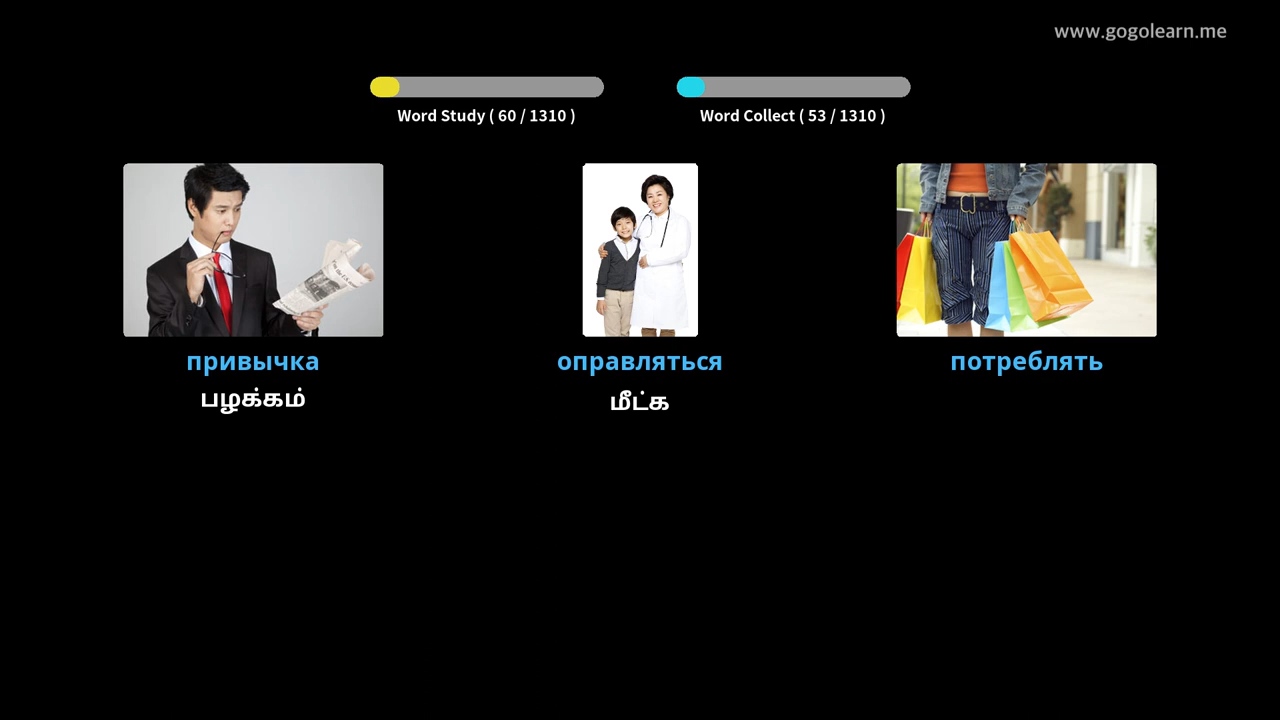 www.gogolearn.me
Word Study ( 60 / 1310 )
Word Collect ( 53 / 1310 )
привычка
பழக்கம்
оправляться
மீட்க
потреблять